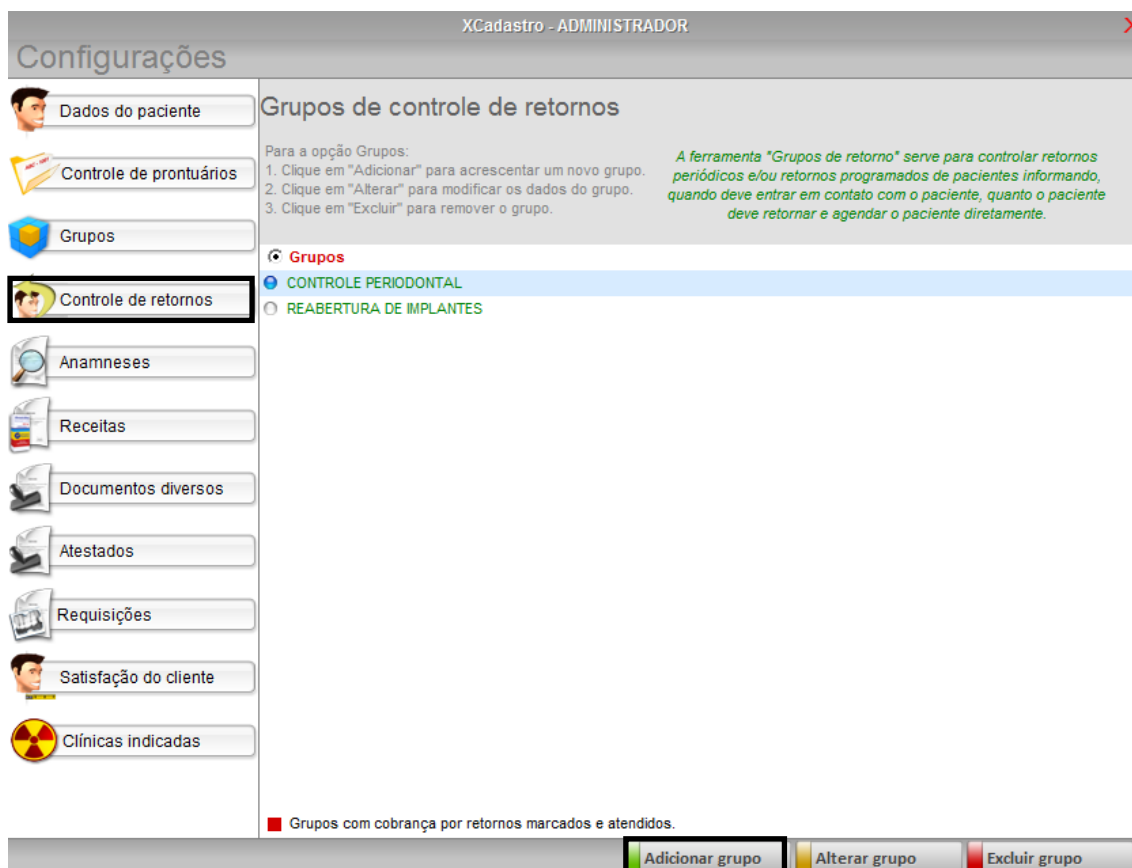 XCadastro - ADMINISTRADOR
X
Configurações
Dados do paciente
Controle de prontuários
Grupos
Controle de retornos
Anamneses
Receitas
Documentos diversos
Atestados
Requisições
Satisfação do cliente
Clínicas indicadas
Grupos de controle de retornos
Para a opção Grupos:
1. Clique em "Adicionar" para acrescentar um novo grupo.
2. Clique em "Alterar" para modificar os dados do grupo.
3. Clique em "Excluir" para remover o grupo.
A ferramenta "Grupos de retorno" serve para controlar retornos
periódicos e/ou retornos programados de pacientes informando,
quando deve entrar em contato com o paciente, quanto o paciente
deve retornar e agendar o paciente diretamente.
Grupos
CONTROLE PERIODONTAL
REABERTURA DE IMPLANTES
Grupos com cobrança por retornos marcados e atendidos.
Adicionar grupo
Alterar grupo
Excluir grupo